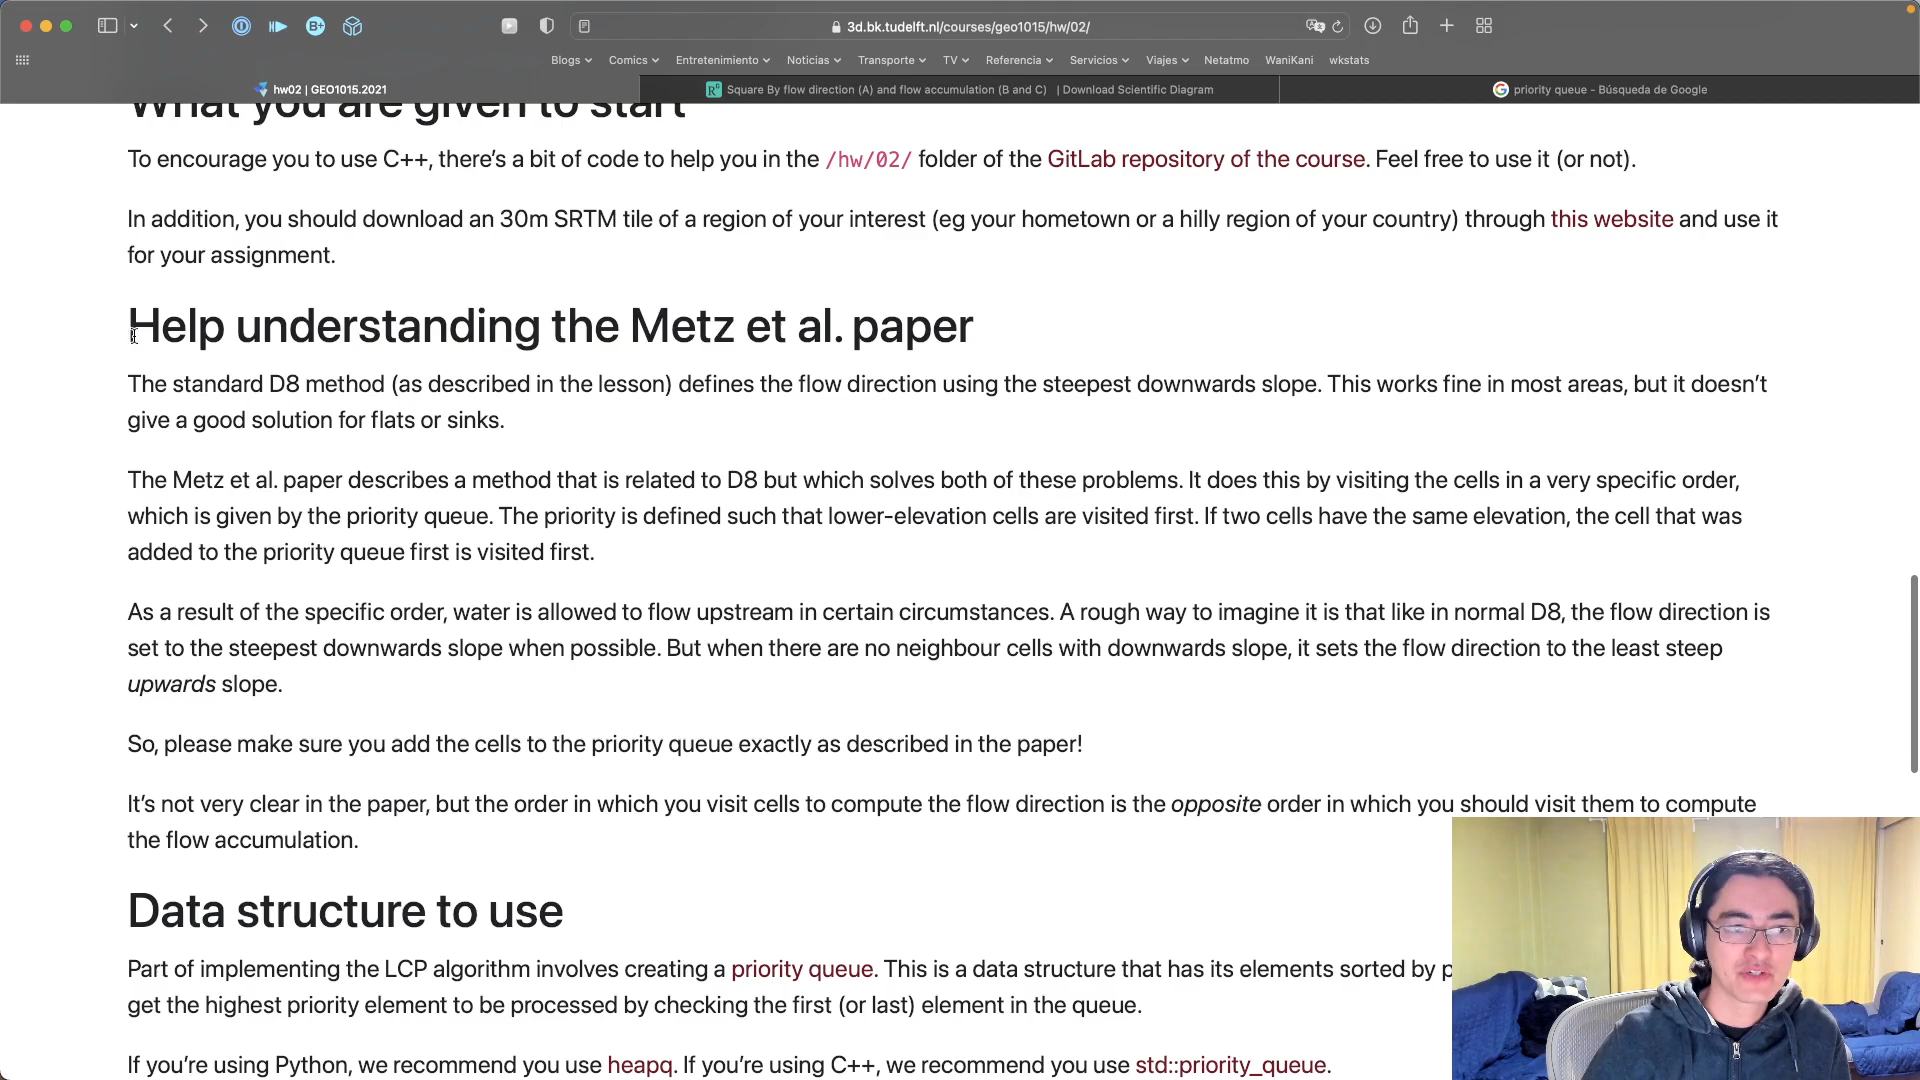 3d.bk.tudelft.nl/courses/geo1015/hw/02/
Blogs Comics Entretenimiento Noticias Transporte TV Referencia Servicios Viajes Netatmo WaniKani wkstats
hw02 | GEO1015.2021
Square By flow direction (A) and flow accumulation (B and C) | Download Scientific Diagram
priority queue - Búsqueda de Google
What you are given to start
To encourage you to use C++, there’s a bit of code to help you in the /hw/02/ folder of the GitLab repository of the course. Feel free to use it (or not).
In addition, you should download an 30m SRTM tile of a region of your interest (eg your hometown or a hilly region of your country) through this website and use it
for your assignment.
Help understanding the Metz et al. paper
The standard D8 method (as described in the lesson) defines the flow direction using the steepest downwards slope. This works fine in most areas, but it doesn’t
give a good solution for flats or sinks.
The Metz et al. paper describes a method that is related to D8 but which solves both of these problems. It does this by visiting the cells in a very specific order,
which is given by the priority queue. The priority is defined such that lower-elevation cells are visited first. If two cells have the same elevation, the cell that was
added to the priority queue first is visited first.
As a result of the specific order, water is allowed to flow upstream in certain circumstances. A rough way to imagine it is that like in normal D8, the flow direction is
set to the steepest downwards slope when possible. But when there are no neighbour cells with downwards slope, it sets the flow direction to the least steep
upwards slope.
So, please make sure you add the cells to the priority queue exactly as described in the paper!
It’s not very clear in the paper, but the order in which you visit cells to compute the flow direction is the opposite order in which you should visit them to compute
the flow accumulation.
Data structure to use
Part of implementing the LCP algorithm involves creating a priority queue. This is a data structure that has its elements sorted by
get the highest priority element to be processed by checking the first (or last) element in the queue.
If you’re using Python, we recommend you use heapq. If you’re using C++, we recommend you use std::priority_queue.